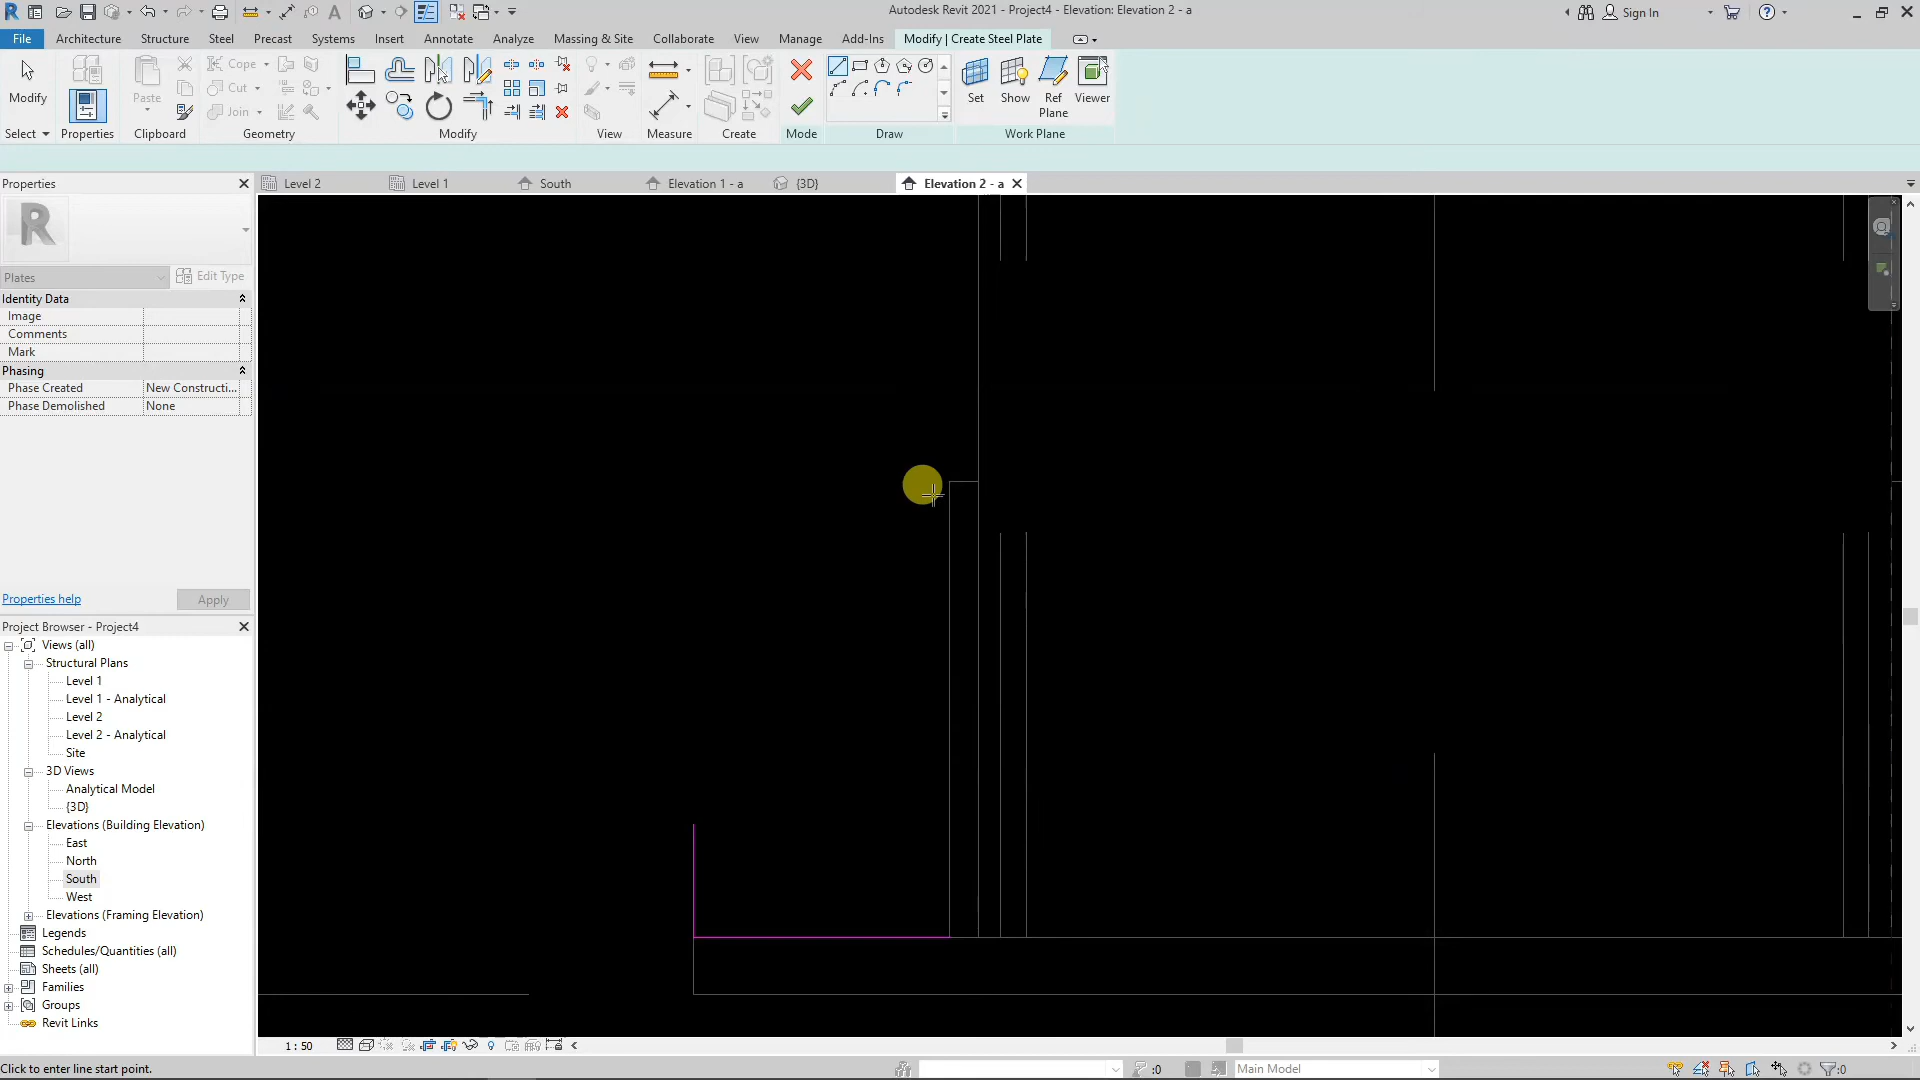 Autodesk Revit 2021 - Project4 - Elevation: Elevation 2 - a
Sign In
File
Architecture
Structure
Steel
Precast
Systems
Insert
Annotate
Analyze
Massing & Site
Collaborate
View
Manage
Add-Ins
Modify | Create Steel Plate
Modify
Properties
Paste
Cope
Cut
Join
Set
Show
Ref
Plane
Viewer
Select
Properties
Clipboard
Geometry
Modify
View
Measure
Create
Mode
Draw
Work Plane
Properties
Level 2
Level 1
South
Elevation 1 - a
{3D}
Elevation 2 - a
R
Plates
Edit Type
Identity Data
Image
Comments
Mark
Phasing
Phase Created
New Constructi...
Phase Demolished
None
Properties help
Apply
Project Browser - Project4
Views (all)
Structural Plans
Level 1
Level 1 - Analytical
Level 2
Level 2 - Analytical
Site
3D Views
Analytical Model
{3D}
Elevations (Building Elevation)
East
North
South
West
Elevations (Framing Elevation)
Legends
Schedules/Quantities (all)
Sheets (all)
Families
Groups
Revit Links
1 : 50
Click to enter line start point.
:0
Main Model
:0